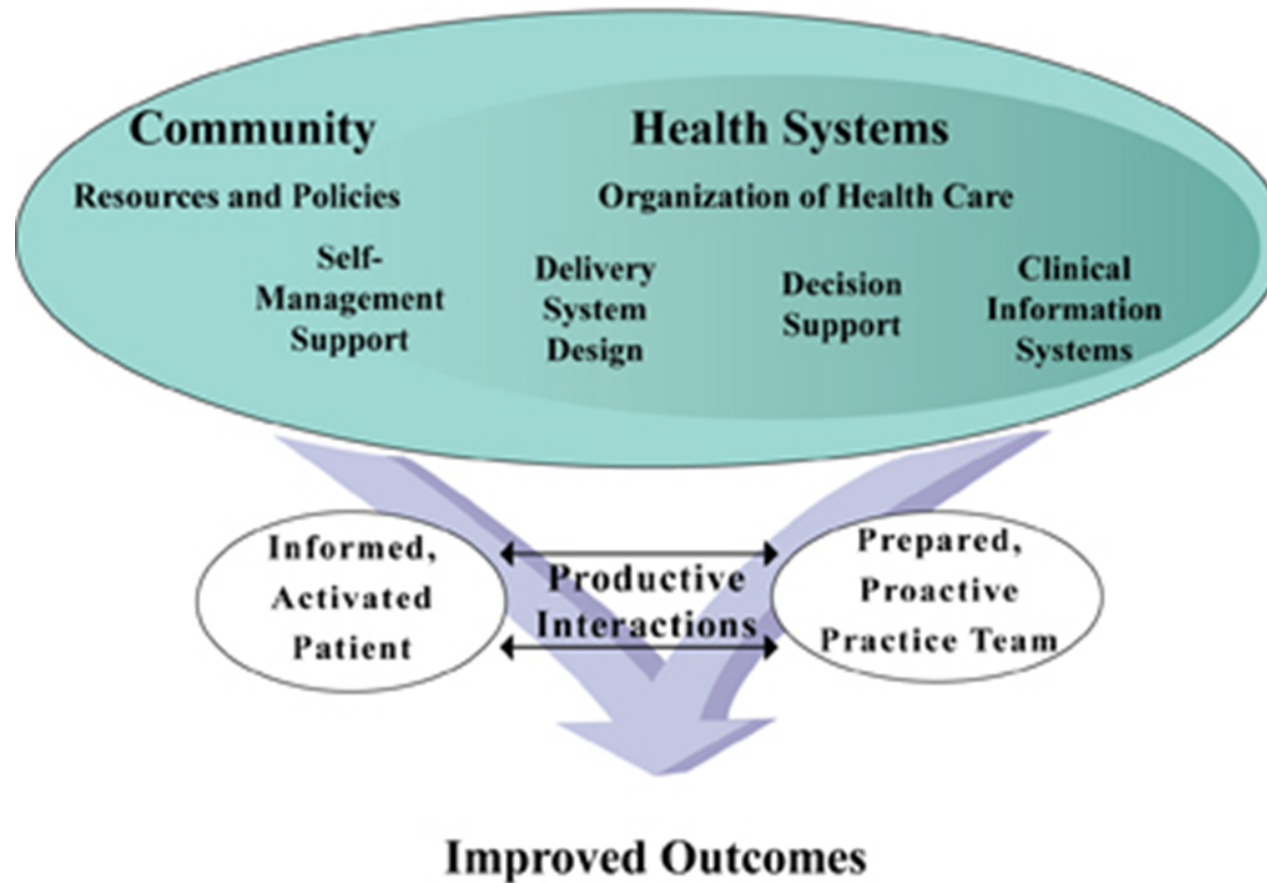 Community
Resources and Policies
Health Systems
Organization of Health Care
Self-
Management
Support
Delivery
System
Design
Decision
Support
Clinical
Information
Systems
Informed,
Activated
Patient
Productive
Interactions
Prepared,
Proactive
Practice Team
Improved Outcomes